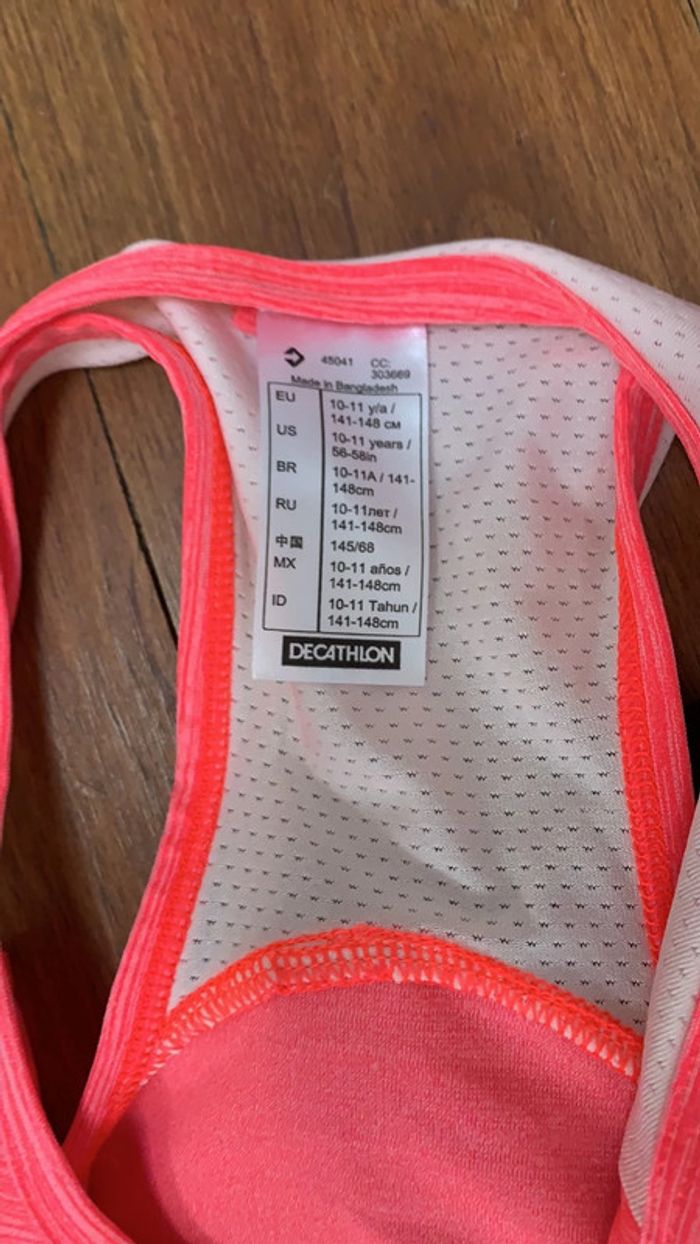 45041 CC:
303669
Made in Bangladesh
EU 10-11 y/a /
141-148 см
US 10-11 years /
56-58in
BR 10-11A / 141-
148cm
RU 10-11лет /
141-148cm
中国 145/68
MX 10-11 años /
141-148cm
ID 10-11 Tahun /
141-148cm
DECATHLON